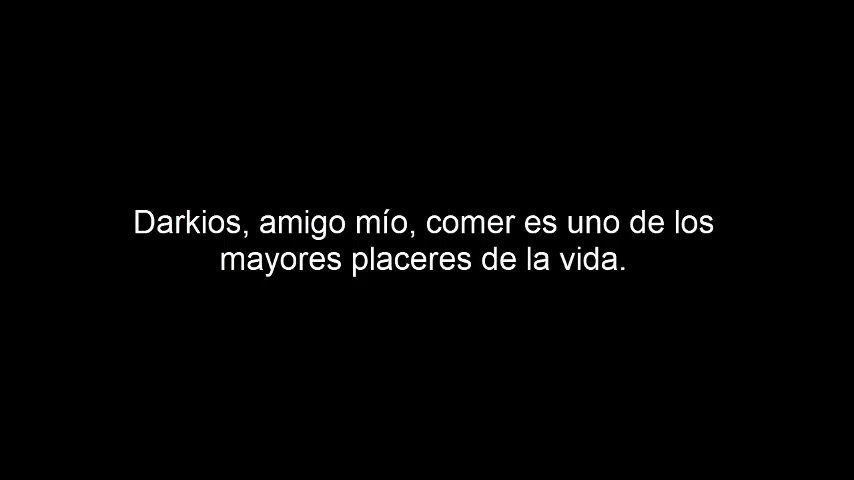 Darkios, amigo mío, comer es uno de los
mayores placeres de la vida.